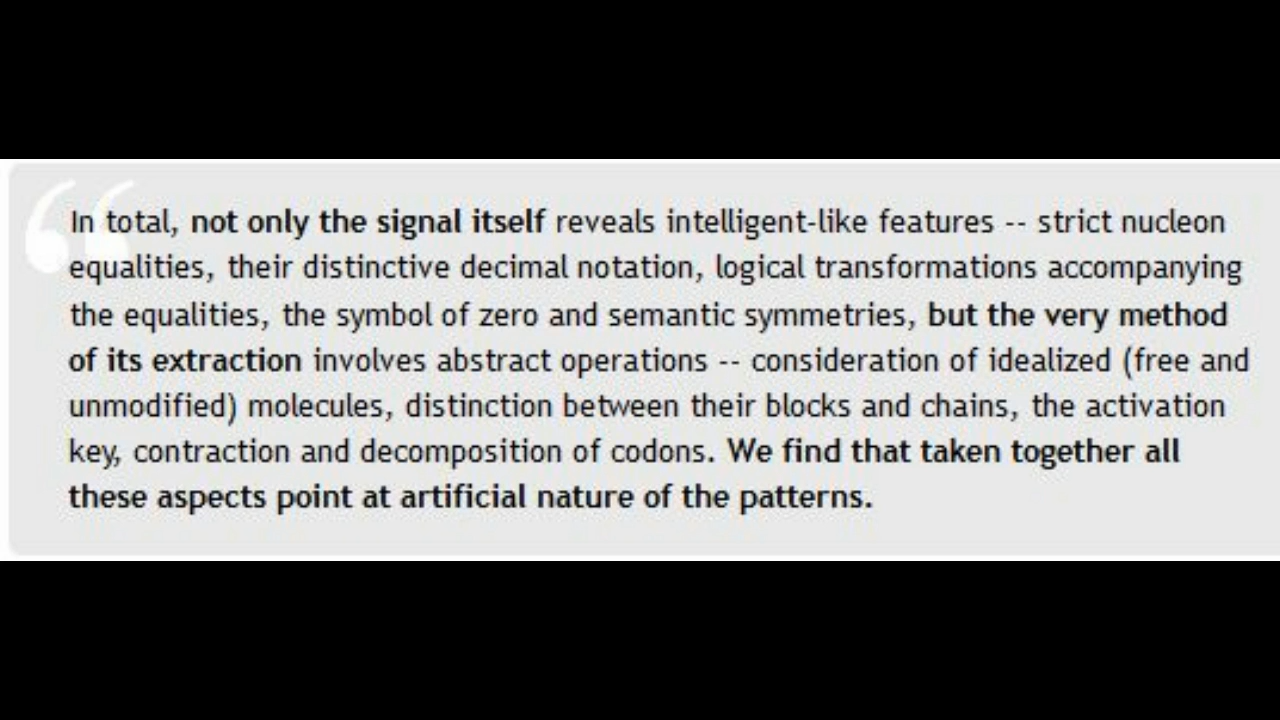 In total, not only the signal itself reveals intelligent-like features -- strict nucleon
equalities, their distinctive decimal notation, logical transformations accompanying
the equalities, the symbol of zero and semantic symmetries, but the very method
of its extraction involves abstract operations -- consideration of idealized (free and
unmodified) molecules, distinction between their blocks and chains, the activation
key, contraction and decomposition of codons. We find that taken together all
these aspects point at artificial nature of the patterns.